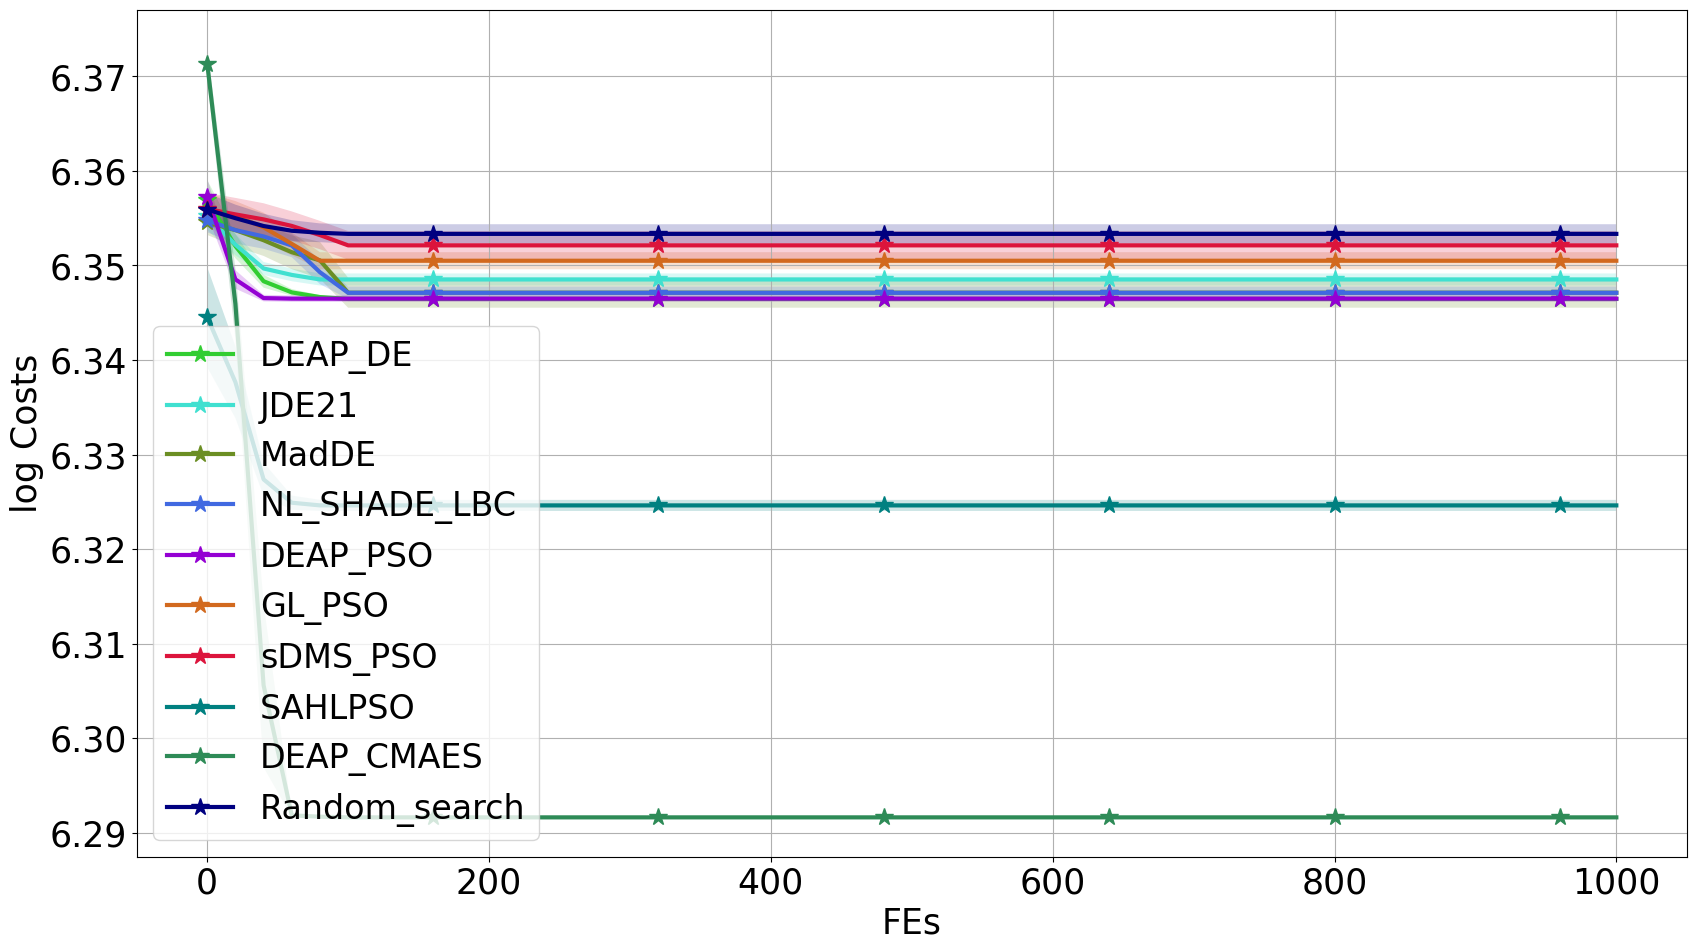 6.37
6.36
6.35
6.34
6.33
6.32
6.31
6.30
6.29
log Costs
DEAP_DE
JDE21
MadDE
NL_SHADE_LBC
DEAP_PSO
GL_PSO
sDMS_PSO
SAHLPSO
DEAP_CMAES
Random_search
0 200 400 600 800 1000
FEs